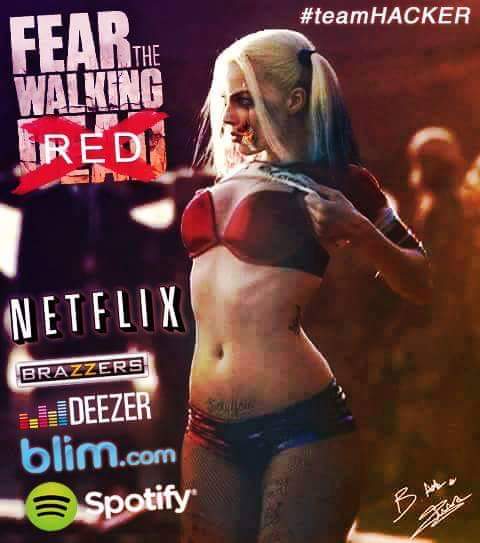 #teamHACKER
FEAR THE
WALKING
RED
NETFLIX
BRAZZERS
DEEZER
blim.com
Spotify